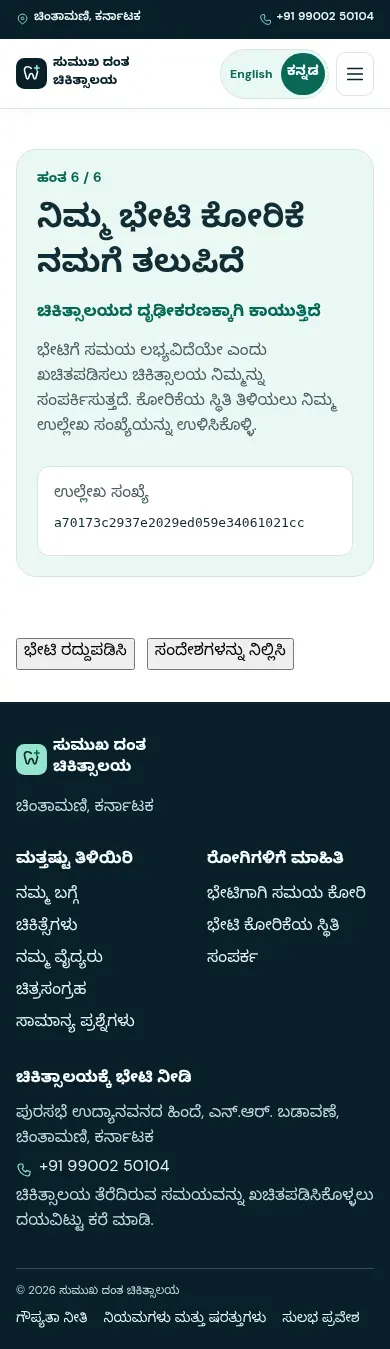 ಚಿಂತಾಮಣಿ, ಕರ್ನಾಟಕ
+91 99002 50104
ಸುಮುಖ ದಂತ
ಚಿಕಿತ್ಸಾಲಯ
English
ಕನ್ನಡ
ಹಂತ 6 / 6
ನಿಮ್ಮ ಭೇಟಿ ಕೋರಿಕೆ
ನಮಗೆ ತಲುಪಿದೆ
ಚಿಕಿತ್ಸಾಲಯದ ದೃಢೀಕರಣಕ್ಕಾಗಿ ಕಾಯುತ್ತಿದೆ
ಭೇಟಿಗೆ ಸಮಯ ಲಭ್ಯವಿದೆಯೇ ಎಂದು
ಖಚಿತಪಡಿಸಲು ಚಿಕಿತ್ಸಾಲಯ ನಿಮ್ಮನ್ನು
ಸಂಪರ್ಕಿಸುತ್ತದೆ. ಕೋರಿಕೆಯ ಸ್ಥಿತಿ ತಿಳಿಯಲು ನಿಮ್ಮ
ಉಲ್ಲೇಖ ಸಂಖ್ಯೆಯನ್ನು ಉಳಿಸಿಕೊಳ್ಳಿ.
ಉಲ್ಲೇಖ ಸಂಖ್ಯೆ
a70173c2937e2029ed059e34061021cc
ಭೇಟಿ ರದ್ದುಪಡಿಸಿ
ಸಂದೇಶಗಳನ್ನು ನಿಲ್ಲಿಸಿ
ಸುಮುಖ ದಂತ
ಚಿಕಿತ್ಸಾಲಯ
ಚಿಂತಾಮಣಿ, ಕರ್ನಾಟಕ
ಮತ್ತಷ್ಟು ತಿಳಿಯಿರಿ
ನಮ್ಮ ಬಗ್ಗೆ
ಚಿಕಿತ್ಸೆಗಳು
ನಮ್ಮ ವೈದ್ಯರು
ಚಿತ್ರಸಂಗ್ರಹ
ಸಾಮಾನ್ಯ ಪ್ರಶ್ನೆಗಳು
ರೋಗಿಗಳಿಗೆ ಮಾಹಿತಿ
ಭೇಟಿಗಾಗಿ ಸಮಯ ಕೋರಿ
ಭೇಟಿ ಕೋರಿಕೆಯ ಸ್ಥಿತಿ
ಸಂಪರ್ಕ
ಚಿಕಿತ್ಸಾಲಯಕ್ಕೆ ಭೇಟಿ ನೀಡಿ
ಪುರಸಭೆ ಉದ್ಯಾನವನದ ಹಿಂದೆ, ಎನ್.ಆರ್. ಬಡಾವಣೆ,
ಚಿಂತಾಮಣಿ, ಕರ್ನಾಟಕ
+91 99002 50104
ಚಿಕಿತ್ಸಾಲಯ ತೆರೆದಿರುವ ಸಮಯವನ್ನು ಖಚಿತಪಡಿಸಿಕೊಳ್ಳಲು
ದಯವಿಟ್ಟು ಕರೆ ಮಾಡಿ.
© 2026 ಸುಮುಖ ದಂತ ಚಿಕಿತ್ಸಾಲಯ
ಗೌಪ್ಯತಾ ನೀತಿ
ನಿಯಮಗಳು ಮತ್ತು ಷರತ್ತುಗಳು
ಸುಲಭ ಪ್ರವೇಶ